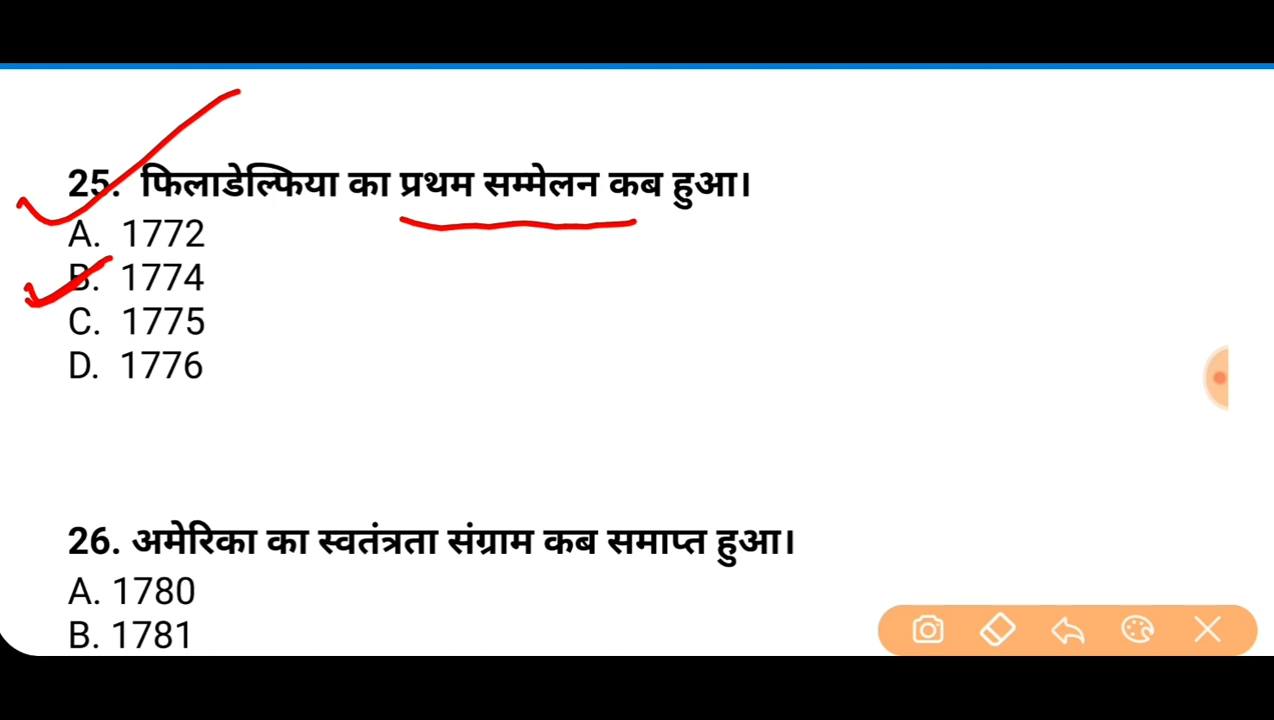 25. फिलाडेल्फिया का प्रथम सम्मेलन कब हुआ।
A. 1772
B. 1774
C. 1775
D. 1776
26. अमेरिका का स्वतंत्रता संग्राम कब समाप्त हुआ।
A. 1780
B. 1781